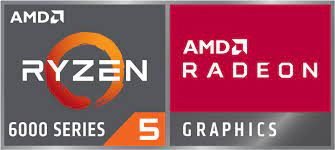 AMD
RYZEN
6000 SERIES 5
AMD
RADEON
GRAPHICS